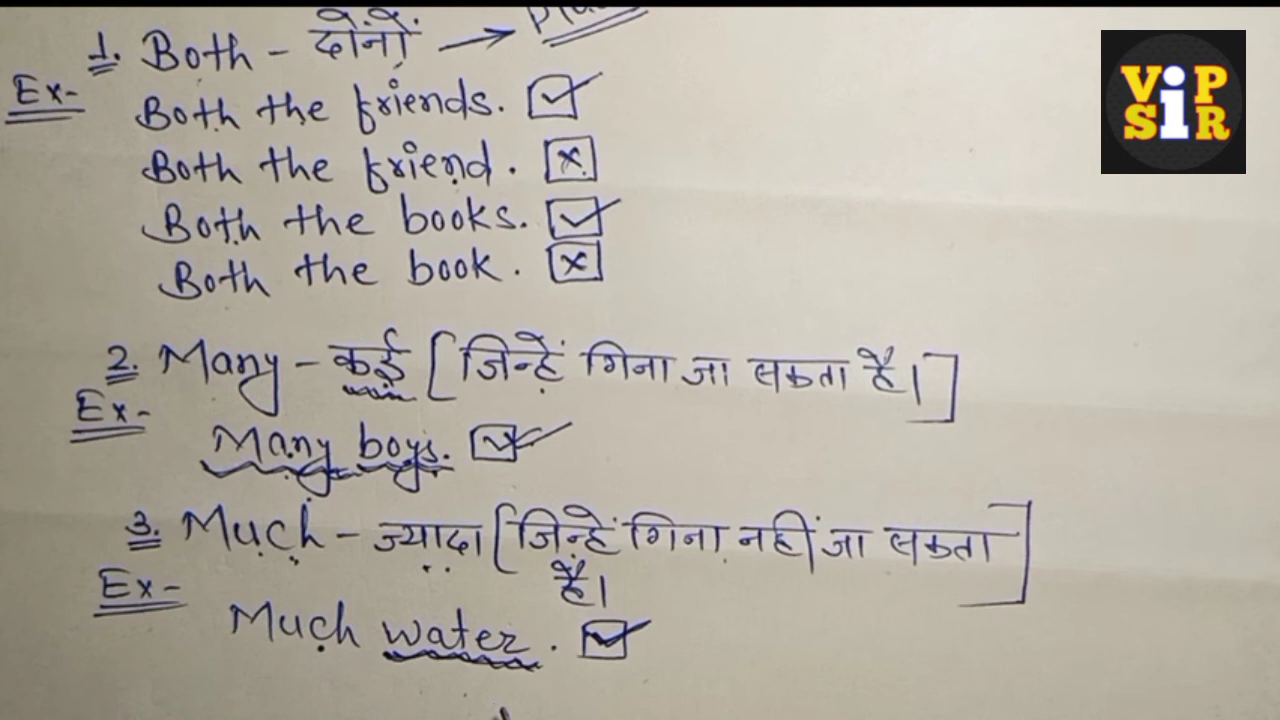 1. Both - दोनों →
Ex- Both the friends. ☑
Both the friend. ☒
Both the books. ☑
Both the book. ☒
2. Many - कई [जिन्हें गिना जा सकता है।]
Ex-
Many boys. ☑
3. Much - ज्यादा [जिन्हें गिना नहीं जा सकता
है।]
Ex-
Much water. ☑
ViP
SiR